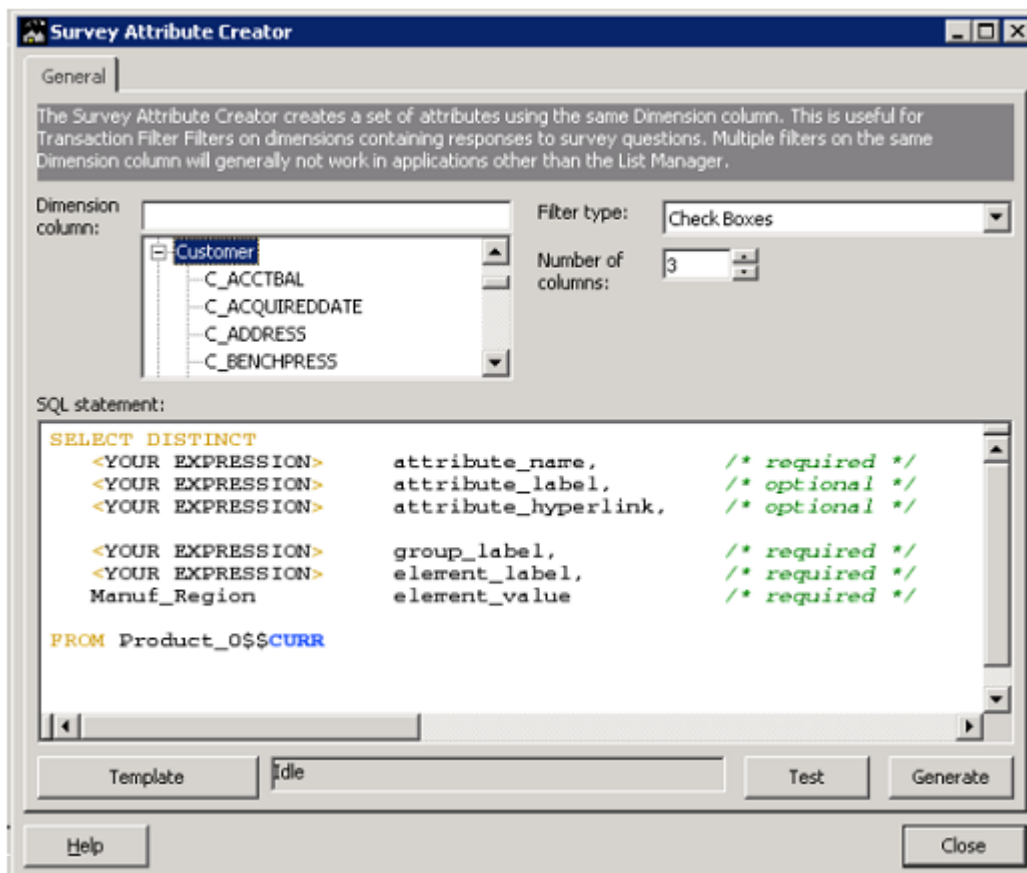 Survey Attribute Creator
General
The Survey Attribute Creator creates a set of attributes using the same Dimension column. This is useful for
Transaction Filter Filters on dimensions containing responses to survey questions. Multiple filters on the same
Dimension column will generally not work in applications other than the List Manager.
Dimension
column:
Filter type:
Check Boxes
Customer
C_ACCTBAL
C_ACQUIREDDATE
C_ADDRESS
C_BENCHPRESS
Number of
columns:
3
SQL statement:
SELECT DISTINCT
<YOUR EXPRESSION> attribute_name, /* required */
<YOUR EXPRESSION> attribute_label, /* optional */
<YOUR EXPRESSION> attribute_hyperlink, /* optional */
<YOUR EXPRESSION> group_label, /* required */
<YOUR EXPRESSION> element_label, /* required */
Manuf_Region element_value /* required */
FROM Product_0$$CURR
Template
Idle
Test
Generate
Help
Close